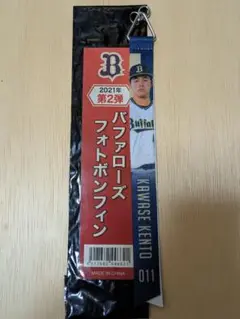 B
2021年
第2弾
バファローズ
フォトボンフィン
MADE IN CHINA
Buffaloes
KAWASE KENTO
011